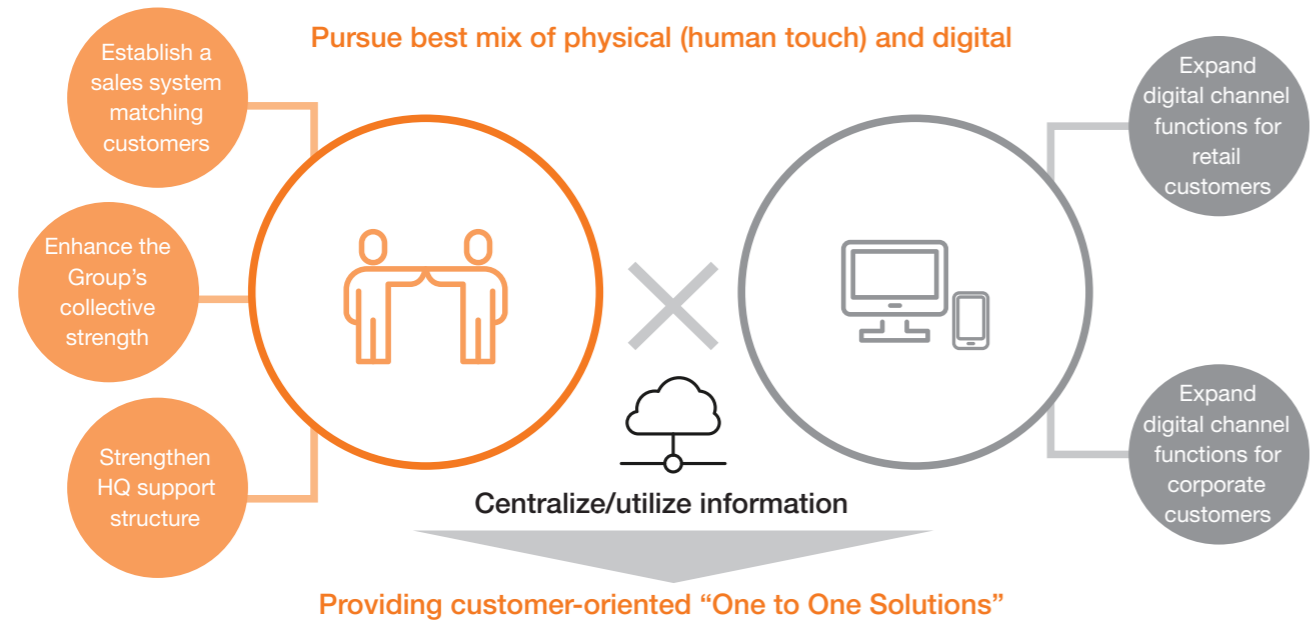 Pursue best mix of physical (human touch) and digital
Establish a
sales system
matching
customers
Enhance the
Group's
collective
strength
Strengthen
HQ support
structure
Expand
digital channel
functions for
retail
customers
Expand
digital channel
functions for
corporate
customers
Centralize/utilize information
Providing customer-oriented “One to One Solutions”